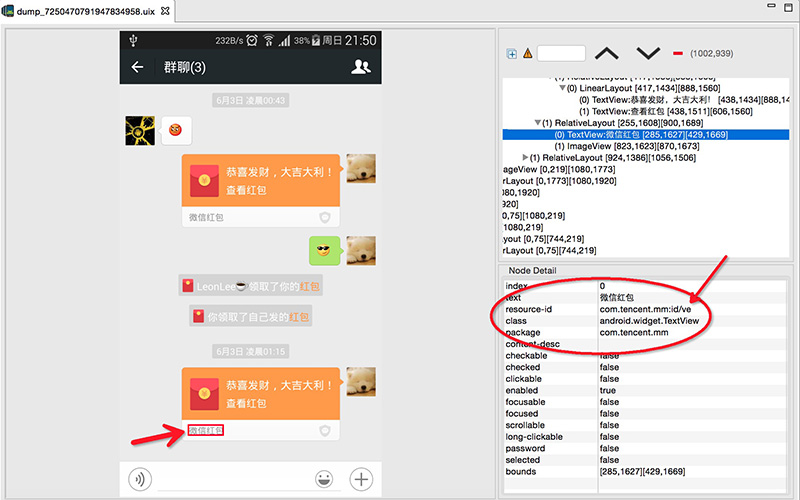 dump_7250470791947834958.uix
232B/s 38% 周日 21:50
群聊(3)
6月3日 凌晨00:43
恭喜发财，大吉大利！
查看红包
微信红包
LeonLee☕领取了你的红包
你领取了自己发的红包
6月3日 凌晨01:15
恭喜发财，大吉大利！
查看红包
微信红包
(1002,939)
(0) LinearLayout [417,1434][888,1560]
(0) TextView:恭喜发财，大吉大利！ [438,1434][888,14
(1) TextView:查看红包 [438,1511][606,1560]
(1) RelativeLayout [255,1608][900,1689]
(0) TextView:微信红包 [285,1627][429,1669]
(1) ImageView [823,1623][870,1673]
(1) RelativeLayout [924,1386][1056,1506]
ageView [0,219][1080,1773]
rLayout [0,1773][1080,1920]
080,1920]
920]
0,75][1080,219]
1080,219]
ayout [0,75][744,219]
rLayout [0,75][744,219]
Node Detail
index 0
text 微信红包
resource-id com.tencent.mm:id/ve
class android.widget.TextView
package com.tencent.mm
content-desc
checkable false
checked false
clickable false
enabled true
focusable false
focused false
scrollable false
long-clickable false
password false
selected false
bounds [285,1627][429,1669]